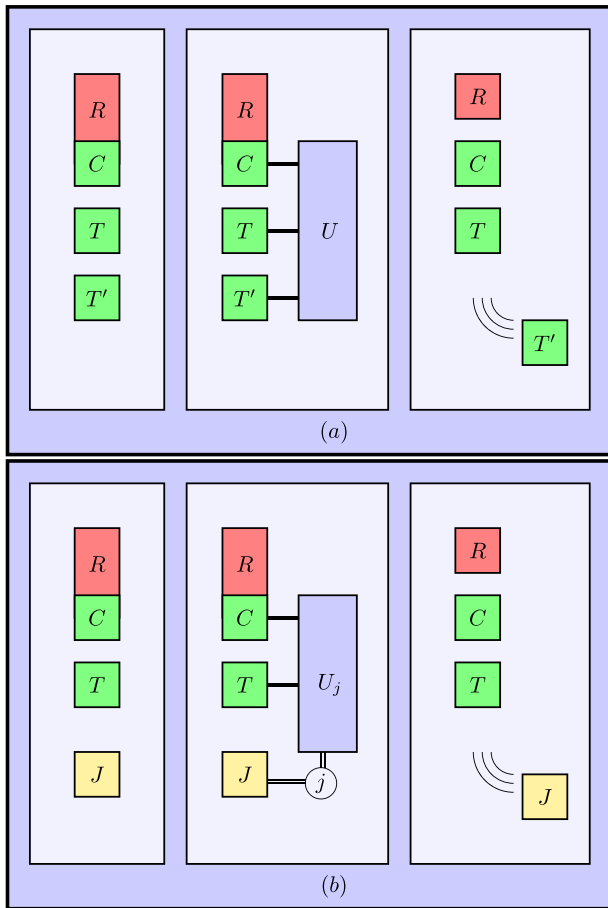 R R R
C C C
T T U T
T′ T′
T′
(a)
R R R
C C C
T T U_j T
J J j J
(b)